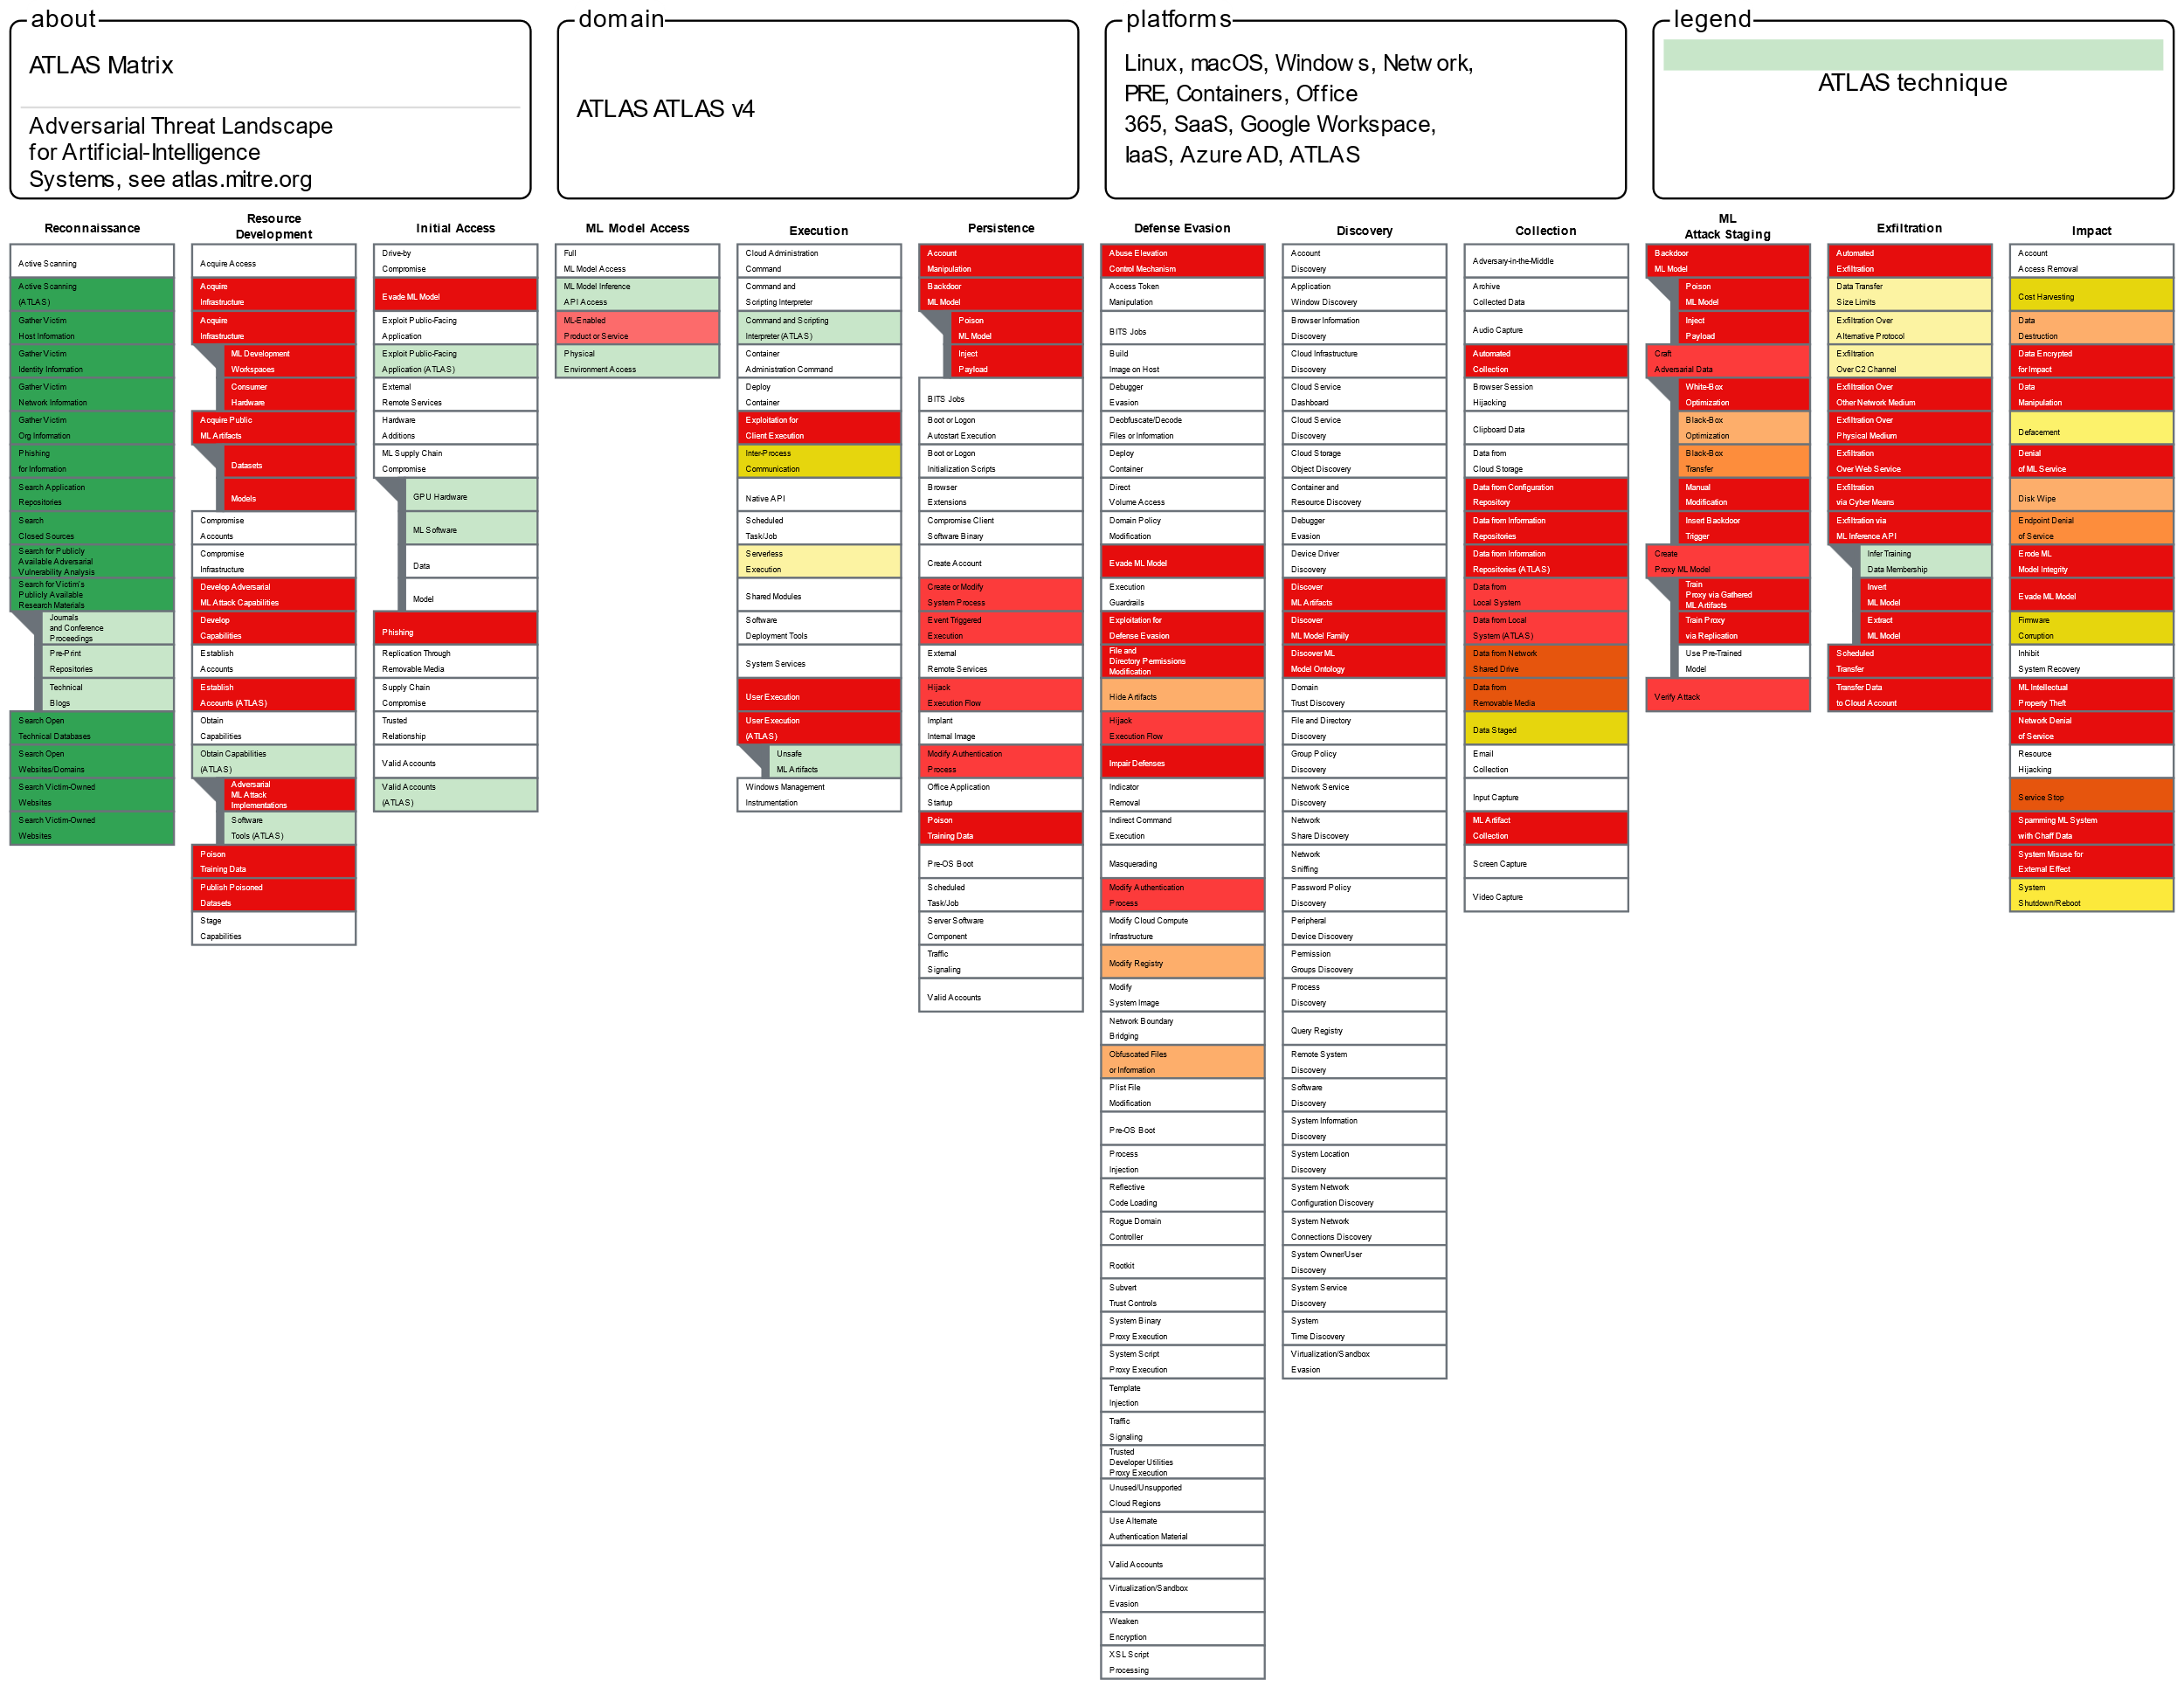 about
ATLAS Matrix
Adversarial Threat Landscape
for Artificial-Intelligence
Systems, see atlas.mitre.org
domain
ATLAS ATLAS v4
platforms
Linux, macOS, Windows, Network,
PRE, Containers, Office
365, SaaS, Google Workspace,
IaaS, Azure AD, ATLAS
legend
ATLAS technique
Reconnaissance
Active Scanning
Active Scanning
(ATLAS)
Gather Victim
Host Information
Gather Victim
Identity Information
Gather Victim
Network Information
Gather Victim
Org Information
Phishing
for Information
Search Application
Repositories
Search
Closed Sources
Search for Publicly
Available Adversarial
Vulnerability Analysis
Search for Victim's
Publicly Available
Research Materials
Journals
and Conference
Proceedings
Pre-Print
Repositories
Technical
Blogs
Search Open
Technical Databases
Search Open
Websites/Domains
Search Victim-Owned
Websites
Search Victim-Owned
Websites
Resource
Development
Acquire Access
Acquire
Infrastructure
Acquire
Infrastructure
ML Development
Workspaces
Consumer
Hardware
Acquire Public
ML Artifacts
Datasets
Models
Compromise
Accounts
Compromise
Infrastructure
Develop Adversarial
ML Attack Capabilities
Develop
Capabilities
Establish
Accounts
Establish
Accounts (ATLAS)
Obtain
Capabilities
Obtain Capabilities
(ATLAS)
Adversarial
ML Attack
Implementations
Software
Tools (ATLAS)
Poison
Training Data
Publish Poisoned
Datasets
Stage
Capabilities
Initial Access
Drive-by
Compromise
Evade ML Model
Exploit Public-Facing
Application
Exploit Public-Facing
Application (ATLAS)
External
Remote Services
Hardware
Additions
ML Supply Chain
Compromise
GPU Hardware
ML Software
Data
Model
Phishing
Replication Through
Removable Media
Supply Chain
Compromise
Trusted
Relationship
Valid Accounts
Valid Accounts
(ATLAS)
ML Model Access
Full
ML Model Access
ML Model Inference
API Access
ML-Enabled
Product or Service
Physical
Environment Access
Execution
Cloud Administration
Command
Command and
Scripting Interpreter
Command and Scripting
Interpreter (ATLAS)
Container
Administration Command
Deploy
Container
Exploitation for
Client Execution
Inter-Process
Communication
Native API
Scheduled
Task/Job
Serverless
Execution
Shared Modules
Software
Deployment Tools
System Services
User Execution
User Execution
(ATLAS)
Unsafe
ML Artifacts
Windows Management
Instrumentation
Persistence
Account
Manipulation
Backdoor
ML Model
Poison
ML Model
Inject
Payload
BITS Jobs
Boot or Logon
Autostart Execution
Boot or Logon
Initialization Scripts
Browser
Extensions
Compromise Client
Software Binary
Create Account
Create or Modify
System Process
Event Triggered
Execution
External
Remote Services
Hijack
Execution Flow
Implant
Internal Image
Modify Authentication
Process
Office Application
Startup
Poison
Training Data
Pre-OS Boot
Scheduled
Task/Job
Server Software
Component
Traffic
Signaling
Valid Accounts
Defense Evasion
Abuse Elevation
Control Mechanism
Access Token
Manipulation
BITS Jobs
Build
Image on Host
Debugger
Evasion
Deobfuscate/Decode
Files or Information
Deploy
Container
Direct
Volume Access
Domain Policy
Modification
Evade ML Model
Execution
Guardrails
Exploitation for
Defense Evasion
File and
Directory Permissions
Modification
Hide Artifacts
Hijack
Execution Flow
Impair Defenses
Indicator
Removal
Indirect Command
Execution
Masquerading
Modify Authentication
Process
Modify Cloud Compute
Infrastructure
Modify Registry
Modify
System Image
Network Boundary
Bridging
Obfuscated Files
or Information
Plist File
Modification
Pre-OS Boot
Process
Injection
Reflective
Code Loading
Rogue Domain
Controller
Rootkit
Subvert
Trust Controls
System Binary
Proxy Execution
System Script
Proxy Execution
Template
Injection
Traffic
Signaling
Trusted
Developer Utilities
Proxy Execution
Unused/Unsupported
Cloud Regions
Use Alternate
Authentication Material
Valid Accounts
Virtualization/Sandbox
Evasion
Weaken
Encryption
XSL Script
Processing
Discovery
Account
Discovery
Application
Window Discovery
Browser Information
Discovery
Cloud Infrastructure
Discovery
Cloud Service
Dashboard
Cloud Service
Discovery
Cloud Storage
Object Discovery
Container and
Resource Discovery
Debugger
Evasion
Device Driver
Discovery
Discover
ML Artifacts
Discover
ML Model Family
Discover ML
Model Ontology
Domain
Trust Discovery
File and Directory
Discovery
Group Policy
Discovery
Network Service
Discovery
Network
Share Discovery
Network
Sniffing
Password Policy
Discovery
Peripheral
Device Discovery
Permission
Groups Discovery
Process
Discovery
Query Registry
Remote System
Discovery
Software
Discovery
System Information
Discovery
System Location
Discovery
System Network
Configuration Discovery
System Network
Connections Discovery
System Owner/User
Discovery
System Service
Discovery
System
Time Discovery
Virtualization/Sandbox
Evasion
Collection
Adversary-in-the-Middle
Archive
Collected Data
Audio Capture
Automated
Collection
Browser Session
Hijacking
Clipboard Data
Data from
Cloud Storage
Data from Configuration
Repository
Data from Information
Repositories
Data from Information
Repositories (ATLAS)
Data from
Local System
Data from Local
System (ATLAS)
Data from Network
Shared Drive
Data from
Removable Media
Data Staged
Email
Collection
Input Capture
ML Artifact
Collection
Screen Capture
Video Capture
ML
Attack Staging
Backdoor
ML Model
Poison
ML Model
Inject
Payload
Craft
Adversarial Data
White-Box
Optimization
Black-Box
Optimization
Black-Box
Transfer
Manual
Modification
Insert Backdoor
Trigger
Create
Proxy ML Model
Train
Proxy via Gathered
ML Artifacts
Train Proxy
via Replication
Use Pre-Trained
Model
Verify Attack
Exfiltration
Automated
Exfiltration
Data Transfer
Size Limits
Exfiltration Over
Alternative Protocol
Exfiltration
Over C2 Channel
Exfiltration Over
Other Network Medium
Exfiltration Over
Physical Medium
Exfiltration
Over Web Service
Exfiltration
via Cyber Means
Exfiltration via
ML Inference API
Infer Training
Data Membership
Invert
ML Model
Extract
ML Model
Scheduled
Transfer
Transfer Data
to Cloud Account
Impact
Account
Access Removal
Cost Harvesting
Data
Destruction
Data Encrypted
for Impact
Data
Manipulation
Defacement
Denial
of ML Service
Disk Wipe
Endpoint Denial
of Service
Erode ML
Model Integrity
Evade ML Model
Firmware
Corruption
Inhibit
System Recovery
ML Intellectual
Property Theft
Network Denial
of Service
Resource
Hijacking
Service Stop
Spamming ML System
with Chaff Data
System Misuse for
External Effect
System
Shutdown/Reboot